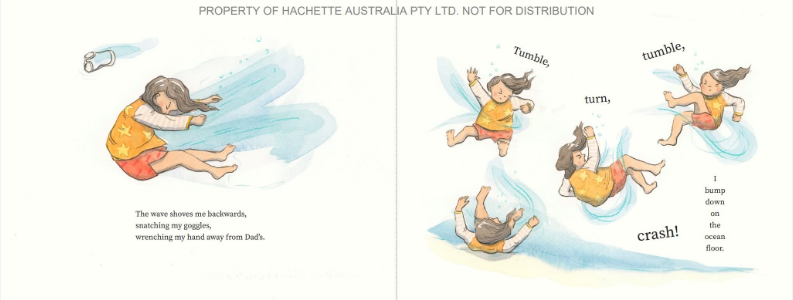 PROPERTY OF HACHETTE AUSTRALIA PTY LTD. NOT FOR DISTRIBUTION
The wave shoves me backwards,
snatching my goggles,
wrenching my hand away from Dad's.
Tumble,
turn,
tumble,
crash!
I
bump
down
on
the
ocean
floor.